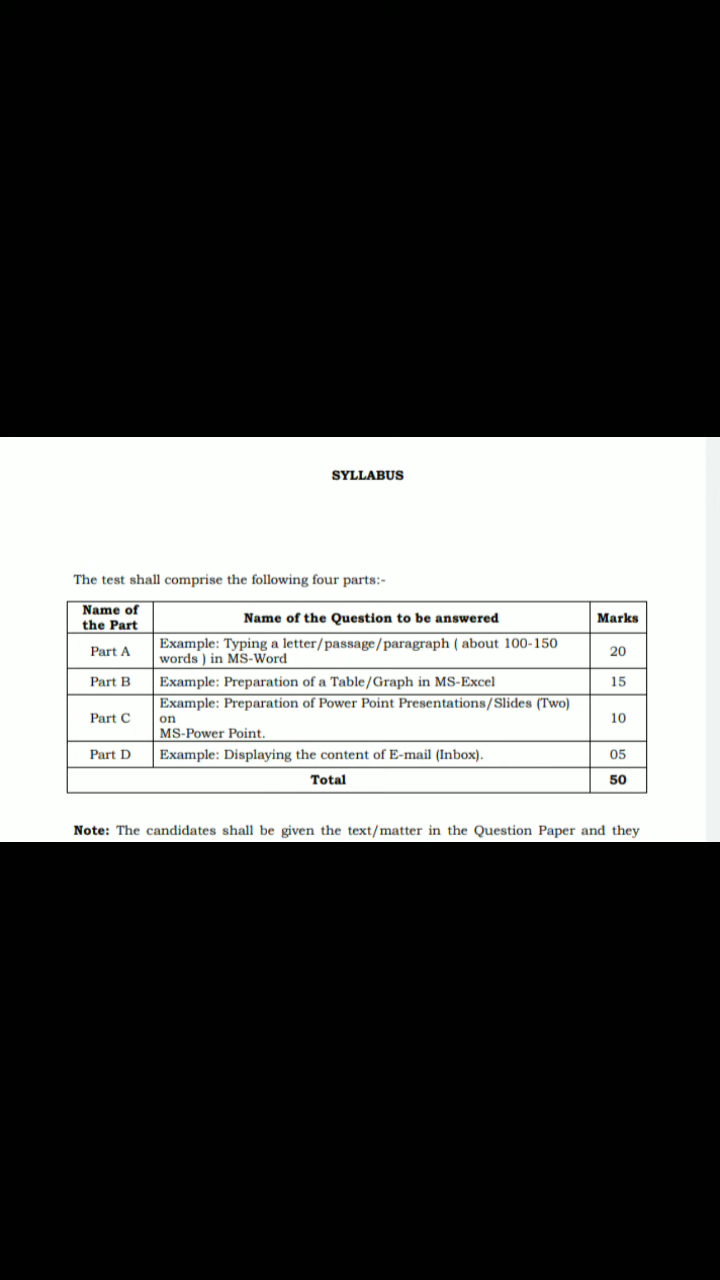 SYLLABUS
The test shall comprise the following four parts:-
Name of the Part Name of the Question to be answered Marks
Part A Example: Typing a letter/passage/paragraph ( about 100-150
words ) in MS-Word 20
Part B Example: Preparation of a Table/Graph in MS-Excel 15
Part C Example: Preparation of Power Point Presentations/Slides (Two)
on
MS-Power Point. 10
Part D Example: Displaying the content of E-mail (Inbox). 05
Total 50
Note: The candidates shall be given the text/matter in the Question Paper and they